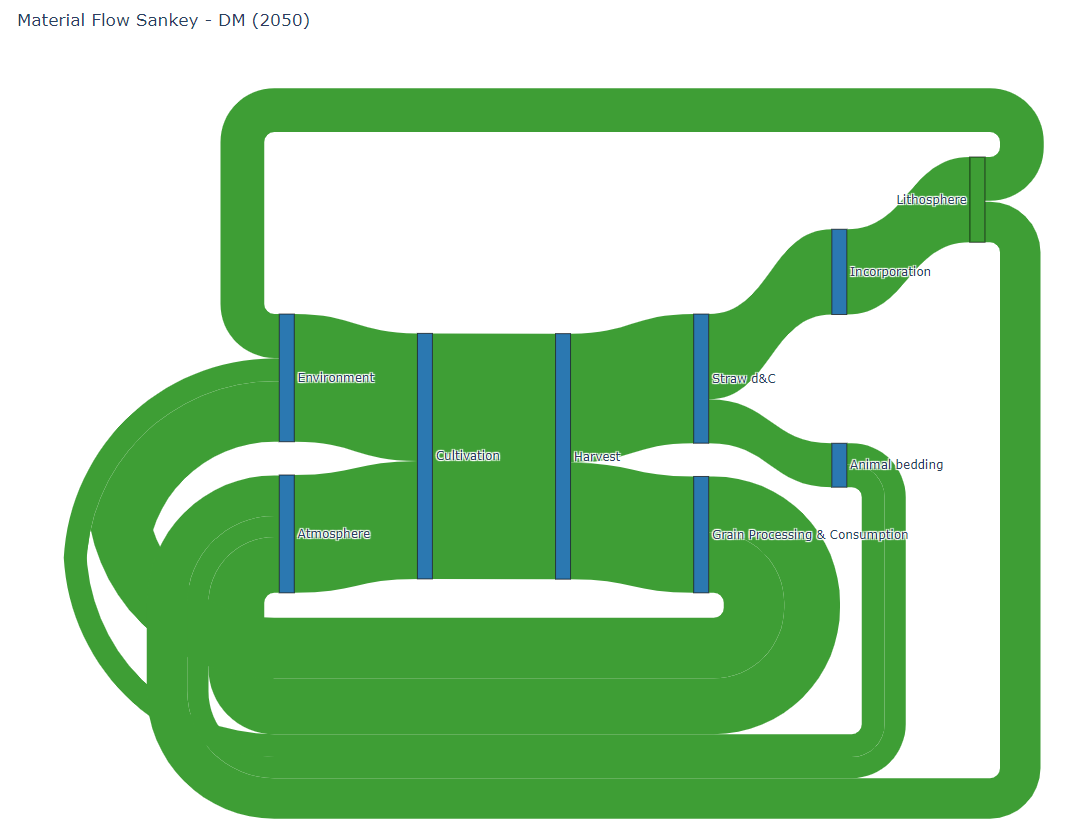 Material Flow Sankey - DM (2050)
Lithosphere
Incorporation
Environment
Straw d&C
Cultivation
Harvest
Animal bedding
Atmosphere
Grain Processing & Consumption